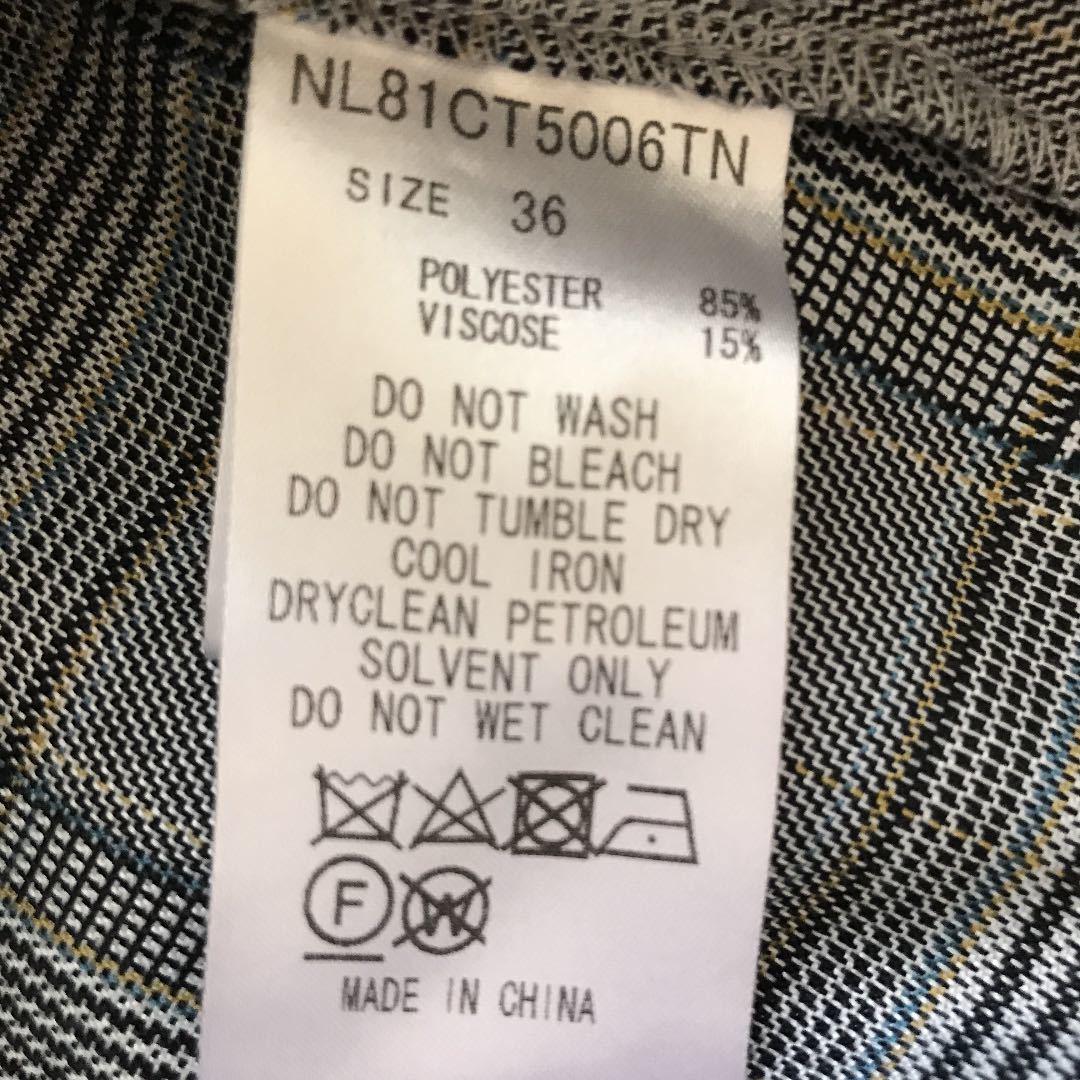 NL81CT5006TN
SIZE 36
POLYESTER 85%
VISCOSE 15%
DO NOT WASH
DO NOT BLEACH
DO NOT TUMBLE DRY
COOL IRON
DRYCLEAN PETROLEUM
SOLVENT ONLY
DO NOT WET CLEAN
F W
MADE IN CHINA